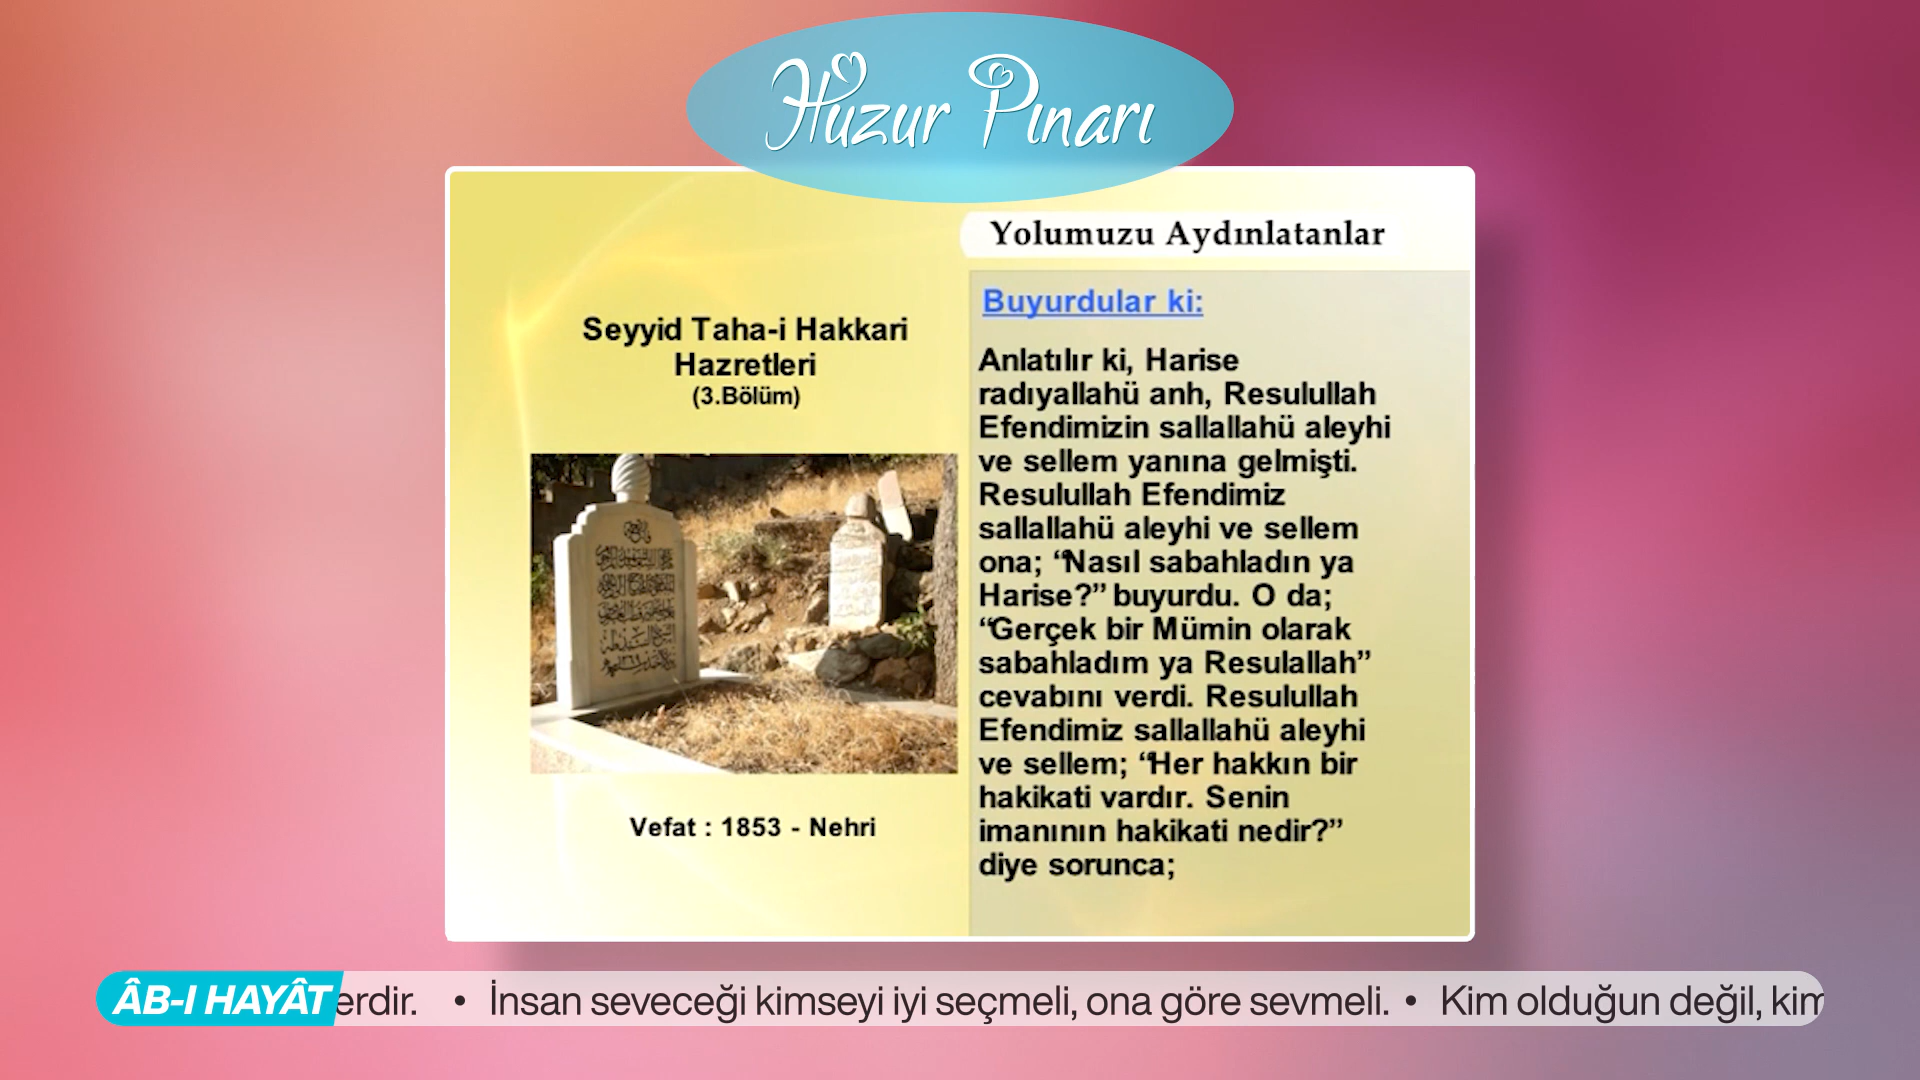 Huzur Pınarı
Yolumuzu Aydınlatanlar
Seyyid Taha-i Hakkari
Hazretleri
(3.Bölüm)
Vefat : 1853 - Nehri
Buyurdular ki:
Anlatılır ki, Harise
radıyallahü anh, Resulullah
Efendimizin sallallahü aleyhi
ve sellem yanına gelmişti.
Resulullah Efendimiz
sallallahü aleyhi ve sellem
ona; “Nasıl sabahladın ya
Harise?” buyurdu. O da;
“Gerçek bir Mümin olarak
sabahladım ya Resulallah”
cevabını verdi. Resulullah
Efendimiz sallallahü aleyhi
ve sellem; “Her hakkın bir
hakikati vardır. Senin
imanının hakikati nedir?”
diye sorunca;
ÂB-I HAYÂT erdir. • İnsan seveceği kimseyi iyi seçmeli, ona göre sevmeli. • Kim olduğun değil, kim